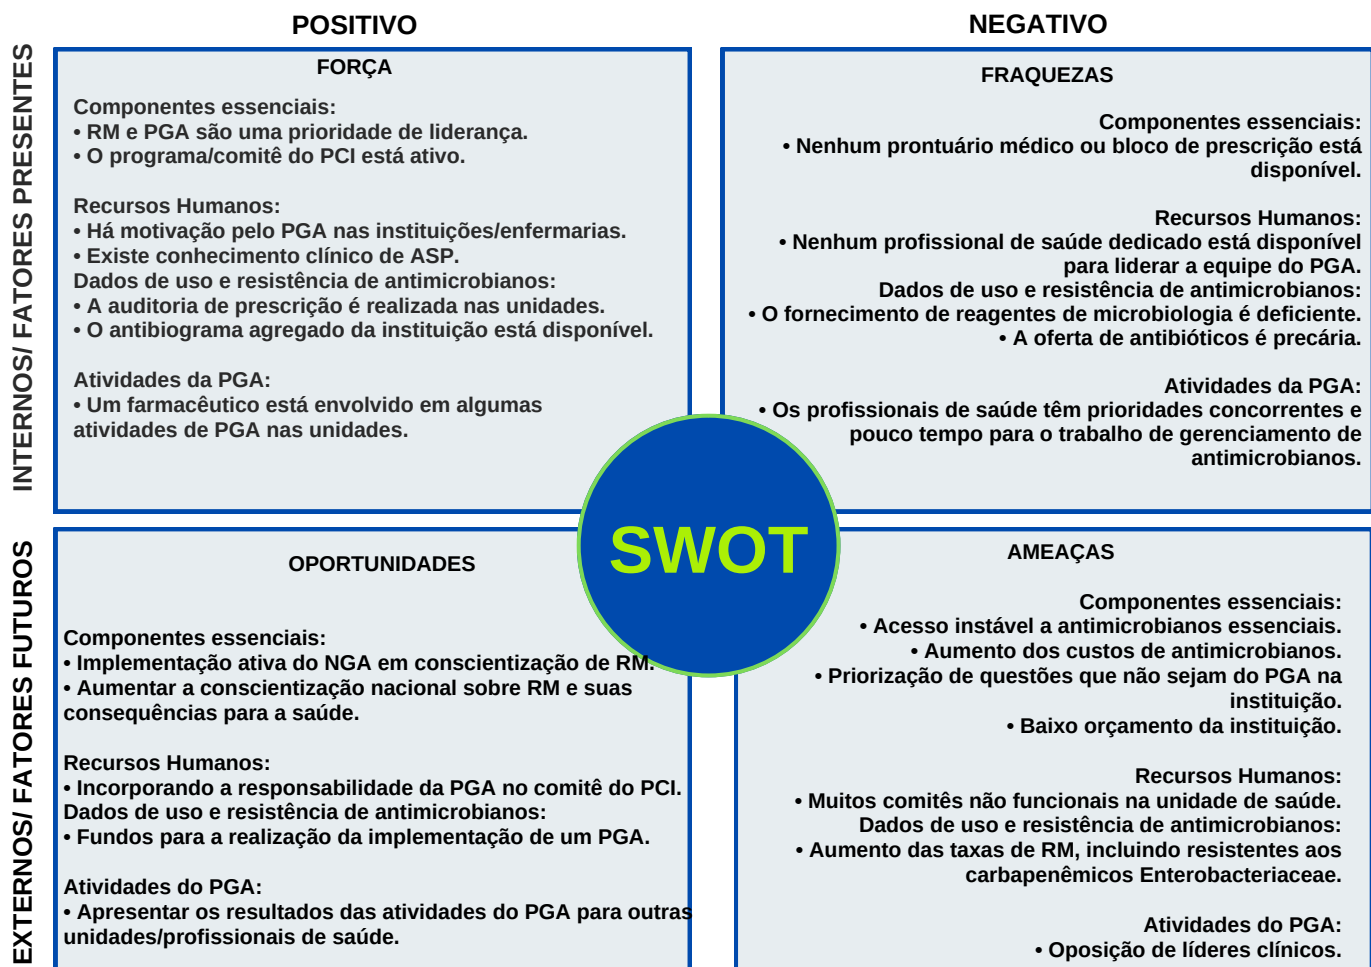 POSITIVO
NEGATIVO
INTERNOS/ FATORES PRESENTES
FORÇA
Componentes essenciais:
• RM e PGA são uma prioridade de liderança.
• O programa/comitê do PCI está ativo.
Recursos Humanos:
• Há motivação pelo PGA nas instituições/enfermarias.
• Existe conhecimento clínico de ASP.
Dados de uso e resistência de antimicrobianos:
• A auditoria de prescrição é realizada nas unidades.
• O antibiograma agregado da instituição está disponível.
Atividades da PGA:
• Um farmacêutico está envolvido em algumas
atividades de PGA nas unidades.
FRAQUEZAS
Componentes essenciais:
• Nenhum prontuário médico ou bloco de prescrição está
disponível.
Recursos Humanos:
• Nenhum profissional de saúde dedicado está disponível
para liderar a equipe do PGA.
Dados de uso e resistência de antimicrobianos:
• O fornecimento de reagentes de microbiologia é deficiente.
• A oferta de antibióticos é precária.
Atividades da PGA:
• Os profissionais de saúde têm prioridades concorrentes e
pouco tempo para o trabalho de gerenciamento de
antimicrobianos.
SWOT
EXTERNOS/ FATORES FUTUROS
OPORTUNIDADES
Componentes essenciais:
• Implementação ativa do NGA em conscientização de RM.
• Aumentar a conscientização nacional sobre RM e suas
consequências para a saúde.
Recursos Humanos:
• Incorporando a responsabilidade da PGA no comitê do PCI.
Dados de uso e resistência de antimicrobianos:
• Fundos para a realização da implementação de um PGA.
Atividades do PGA:
• Apresentar os resultados das atividades do PGA para outras
unidades/profissionais de saúde.
AMEAÇAS
Componentes essenciais:
• Acesso instável a antimicrobianos essenciais.
• Aumento dos custos de antimicrobianos.
• Priorização de questões que não sejam do PGA na
instituição.
• Baixo orçamento da instituição.
Recursos Humanos:
• Muitos comitês não funcionais na unidade de saúde.
Dados de uso e resistência de antimicrobianos:
• Aumento das taxas de RM, incluindo resistentes aos
carbapenêmicos Enterobacteriaceae.
Atividades do PGA:
• Oposição de líderes clínicos.